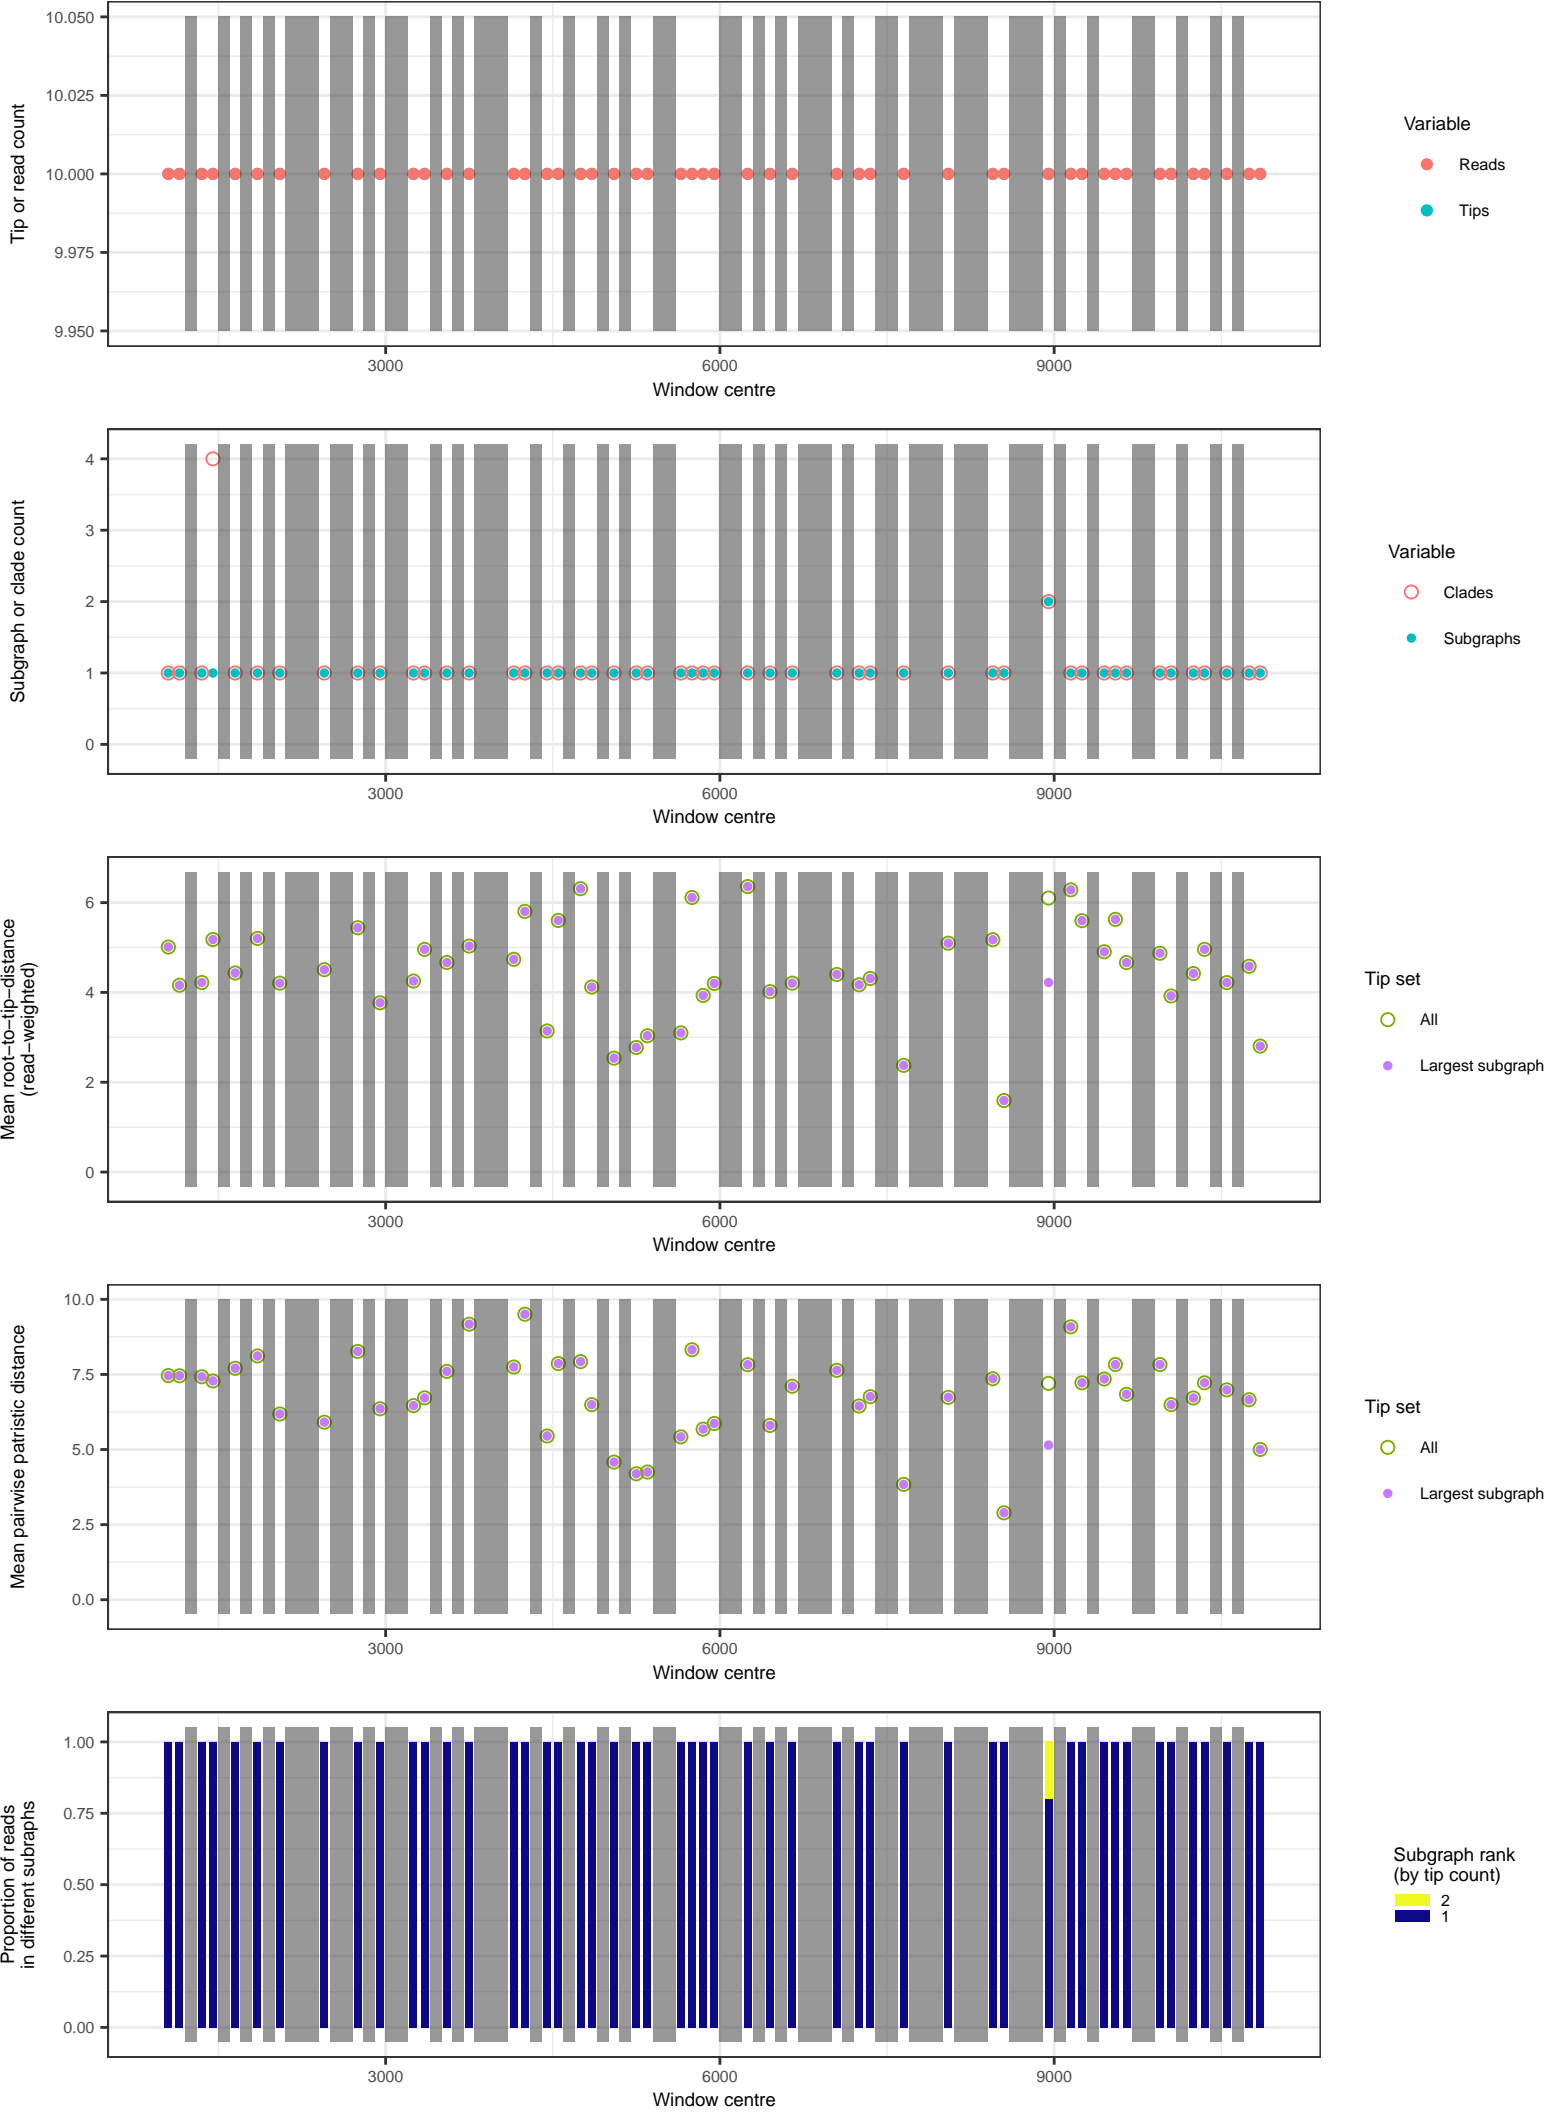 10.050
10.025
10.000
9.975
9.950
Tip or read count
3000
6000
9000
Window centre
Variable
Reads
Tips
4
3
2
1
0
Subgraph or clade count
3000
6000
9000
Window centre
Variable
Clades
Subgraphs
6
4
2
0
Mean root−to−tip−distance
(read−weighted)
3000
6000
9000
Window centre
Tip set
All
Largest subgraph
10.0
7.5
5.0
2.5
0.0
Mean pairwise patristic distance
3000
6000
9000
Window centre
Tip set
All
Largest subgraph
1.00
0.75
0.50
0.25
0.00
Proportion of reads
in different subraphs
3000
6000
9000
Window centre
Subgraph rank
(by tip count)
2
1